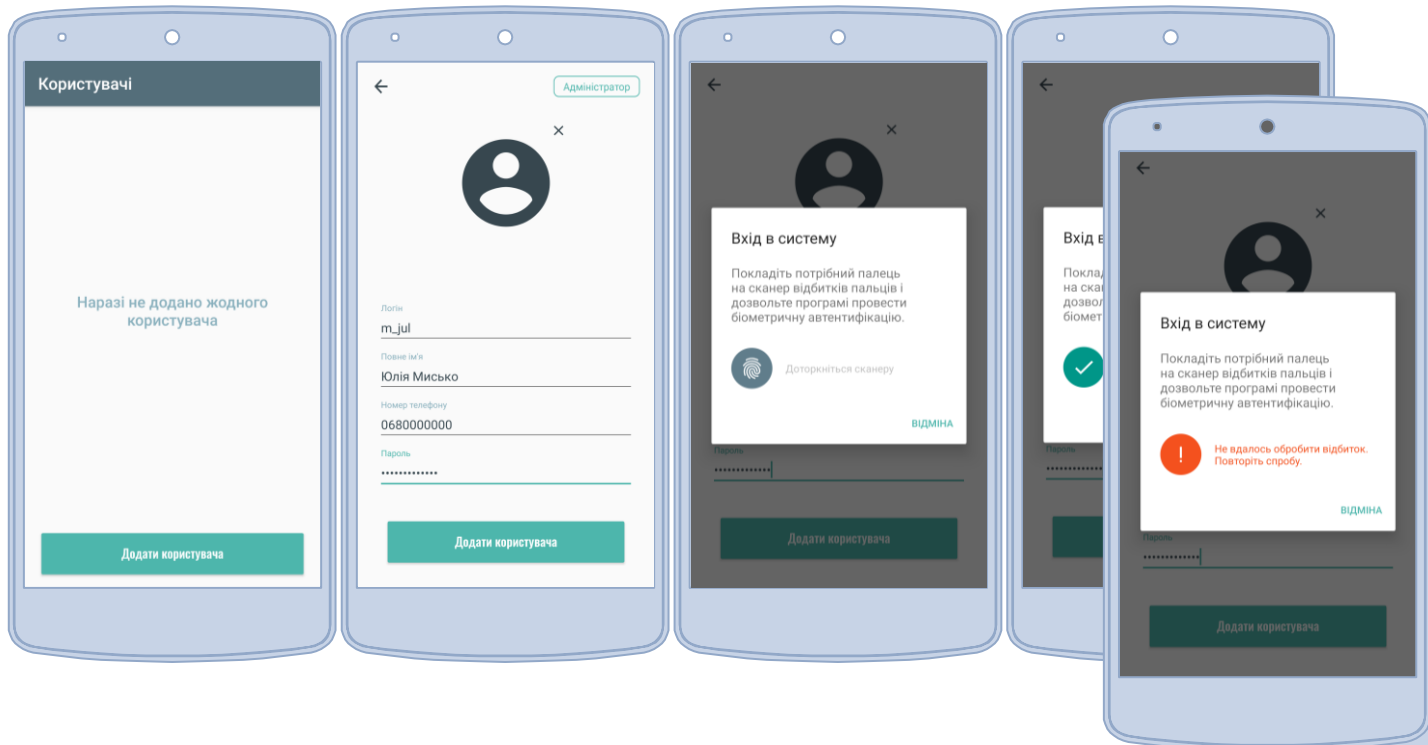 Користувачі
Наразі не додано жодного
користувача
Додати користувача
Адміністратор
Логін
m_jul
Повне ім'я
Юлія Мисько
Номер телефону
0680000000
Пароль
•••••••••••••
Додати користувача
Вхід в систему
Покладіть потрібний палець
на сканер відбитків пальців і
дозвольте програмі провести
біометричну автентифікацію.
Доторкніться сканеру
ВІДМІНА
Пароль
•••••••••••••
Додати користувача
Вхід в
Поклад
на скан
дозвол
біомет
Пароль
•••••••••••••
Вхід в систему
Покладіть потрібний палець
на сканер відбитків пальців і
дозвольте програмі провести
біометричну автентифікацію.
Не вдалось обробити відбиток.
Повторіть спробу.
ВІДМІНА
Пароль
•••••••••••••
Додати користувача